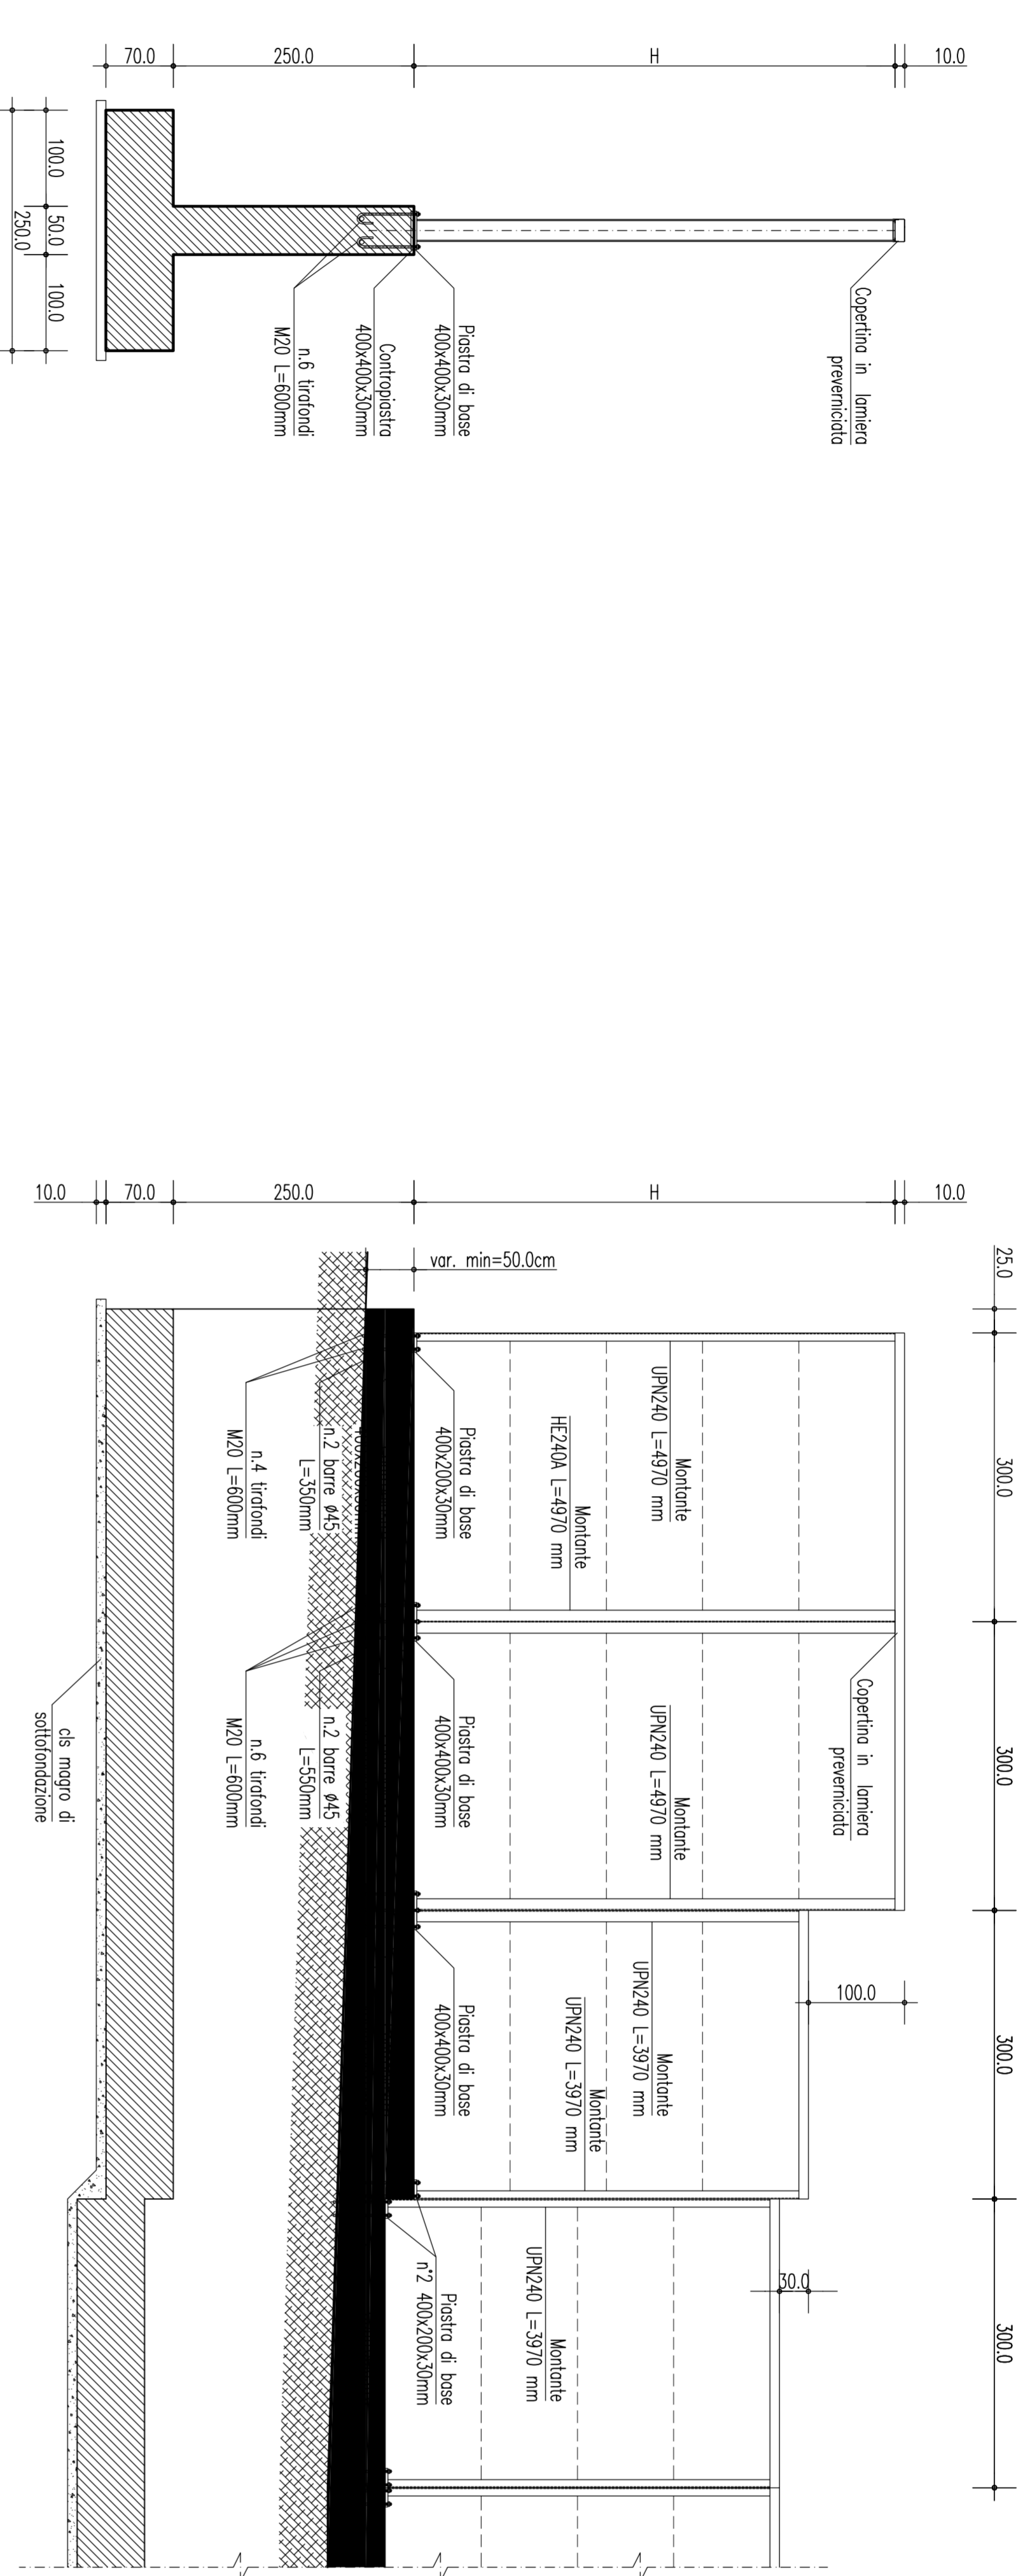 10.0
H
250.0
70.0
100.0
50.0
100.0
250.0
Copertina in lamiera
preverniciata
Piastra di base
400x400x30mm
Contropiastra
400x400x30mm
n.6 tirafondi
M20 L=600mm
25.0
300.0
300.0
300.0
300.0
10.0
H
250.0
70.0
10.0
100.0
30.0
var. min=50.0cm
Copertina in lamiera
preverniciata
Montante
UPN240 L=4970 mm
Montante
HE240A L=4970 mm
Montante
UPN240 L=4970 mm
Montante
UPN240 L=3970 mm
Montante
UPN240 L=3970 mm
Montante
UPN240 L=3970 mm
Piastra di base
400x200x30mm
Piastra di base
400x400x30mm
Piastra di base
400x400x30mm
Piastra di base
n°2 400x200x30mm
n.2 barre ø45
L=350mm
n.4 tirafondi
M20 L=600mm
n.2 barre ø45
L=550mm
n.6 tirafondi
M20 L=600mm
cls magro di
sottofondazione